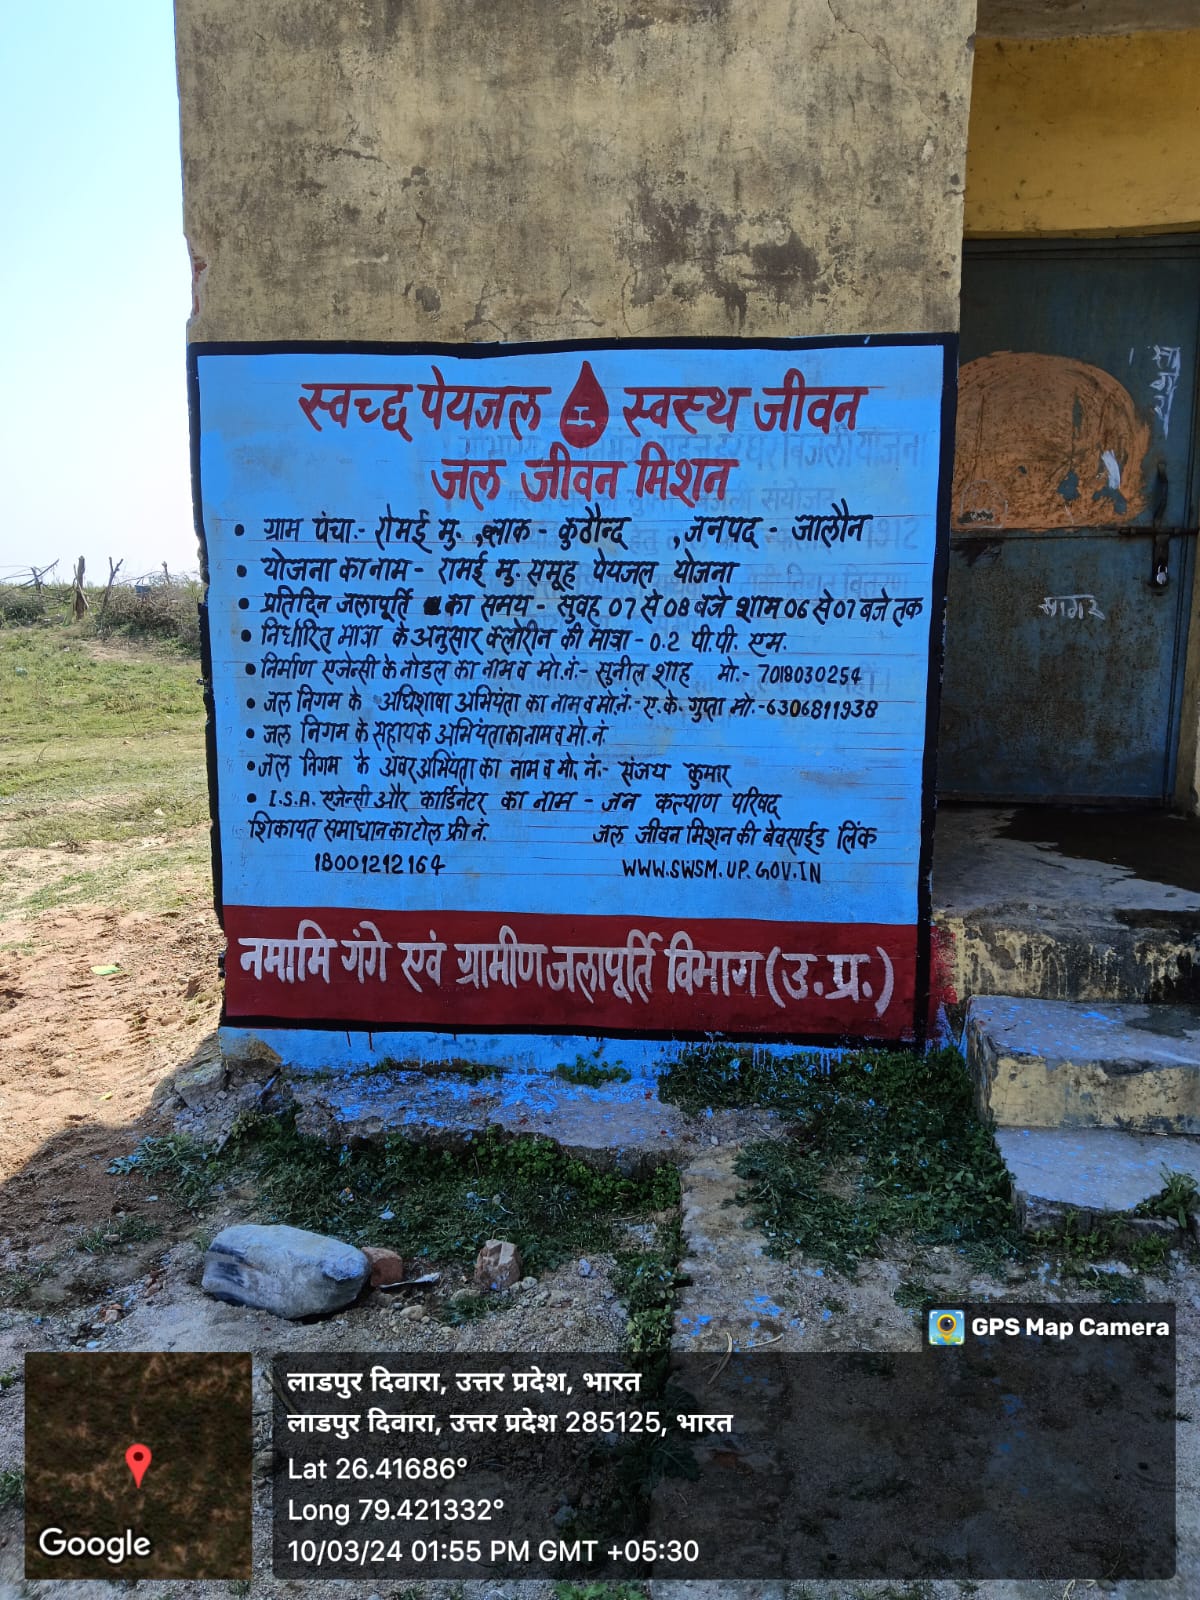 स्वच्छ पेयजल स्वस्थ जीवन
जल जीवन मिशन
• ग्राम पंचा.- रोमई मु. ,ब्लाक - कुठौन्द ,जनपद - जालौन
• योजना का नाम - रामई मु. समूह पेयजल योजना
• प्रतिदिन जलापूर्ति का समय - सुवह 07 से 08 बजे शाम 06 से 07 बजे तक
• निर्धारित मात्रा के अनुसार क्लोरीन की मात्रा - 0.2 पी.पी. एम.
• निर्माण एजेन्सी के नोडल का नाम व मो.नं.- सुनील शाह मो.- 7018030254
• जल निगम के अधिशाषा अभियंता का नाम व मो.नं.- ए.के. गुप्ता मो.-6306811938
• जल निगम के सहायक अभियंता का नाम व मो.नं
• जल निगम के अवर अभियंता का नाम व मो. नं.- संजय कुमार
• I.S.A. एजेन्सी और कार्डिनेटर का नाम - जन कल्याण परिषद्
शिकायत समाधान का टोल फ्री नं. जल जीवन मिशन की बेवसाईड लिंक
18001212164 WWW.SWSM.UP.GOV.IN
नमामि गंगे एवं ग्रामीण जलापूर्ति विभाग (उ.प्र.)
सागर
सागर
GPS Map Camera
लाडपुर दिवारा, उत्तर प्रदेश, भारत
लाडपुर दिवारा, उत्तर प्रदेश 285125, भारत
Lat 26.41686°
Long 79.421332°
10/03/24 01:55 PM GMT +05:30
Google